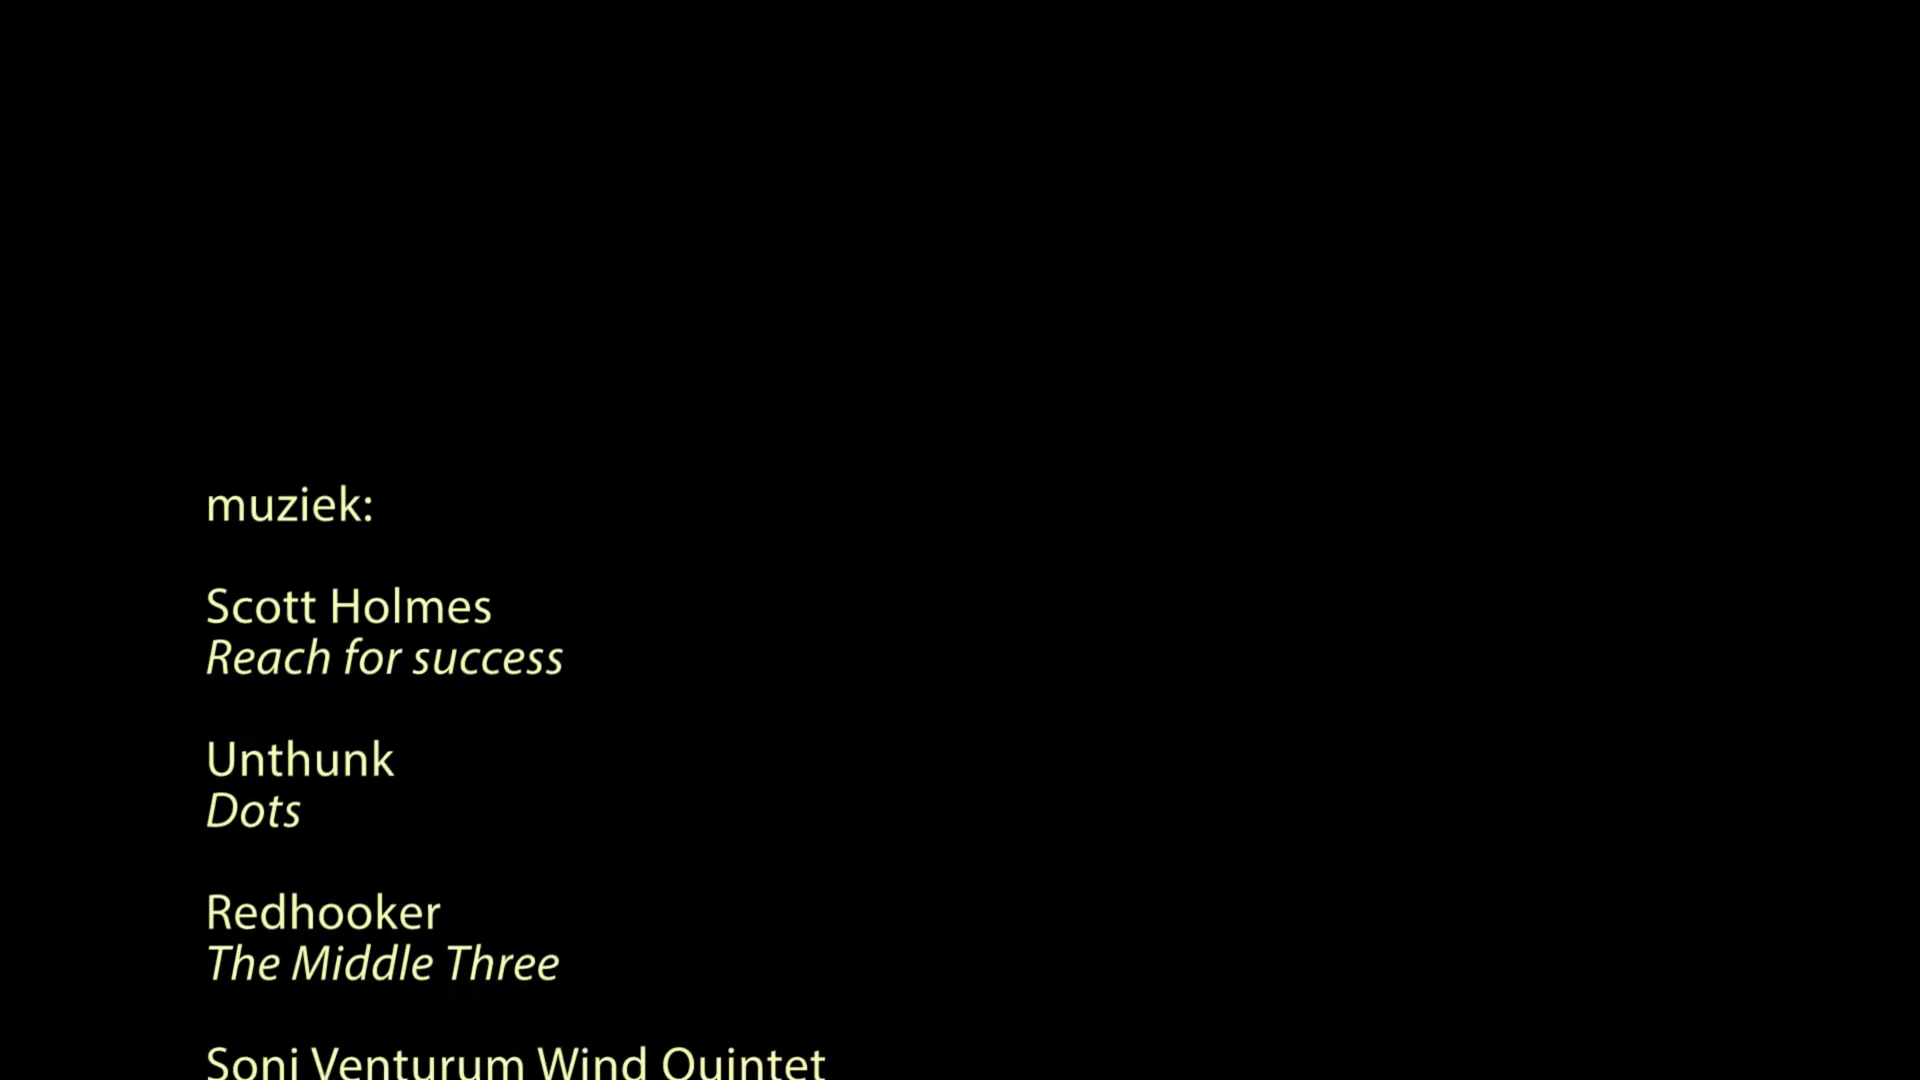 muziek:
Scott Holmes
Reach for success
Unthunk
Dots
Redhooker
The Middle Three
Soni Venturum Wind Quintet